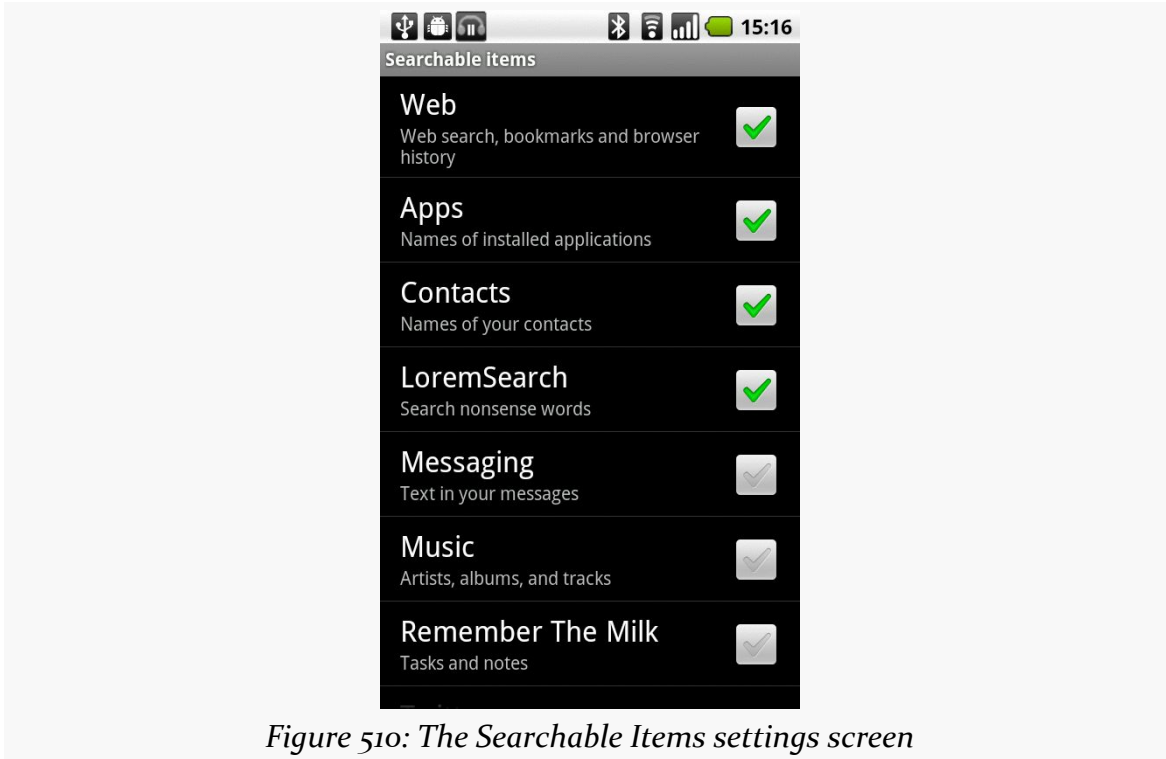 15:16
Searchable items
Web
Web search, bookmarks and browser
history
Apps
Names of installed applications
Contacts
Names of your contacts
LoremSearch
Search nonsense words
Messaging
Text in your messages
Music
Artists, albums, and tracks
Remember The Milk
Tasks and notes
Figure 510: The Searchable Items settings screen